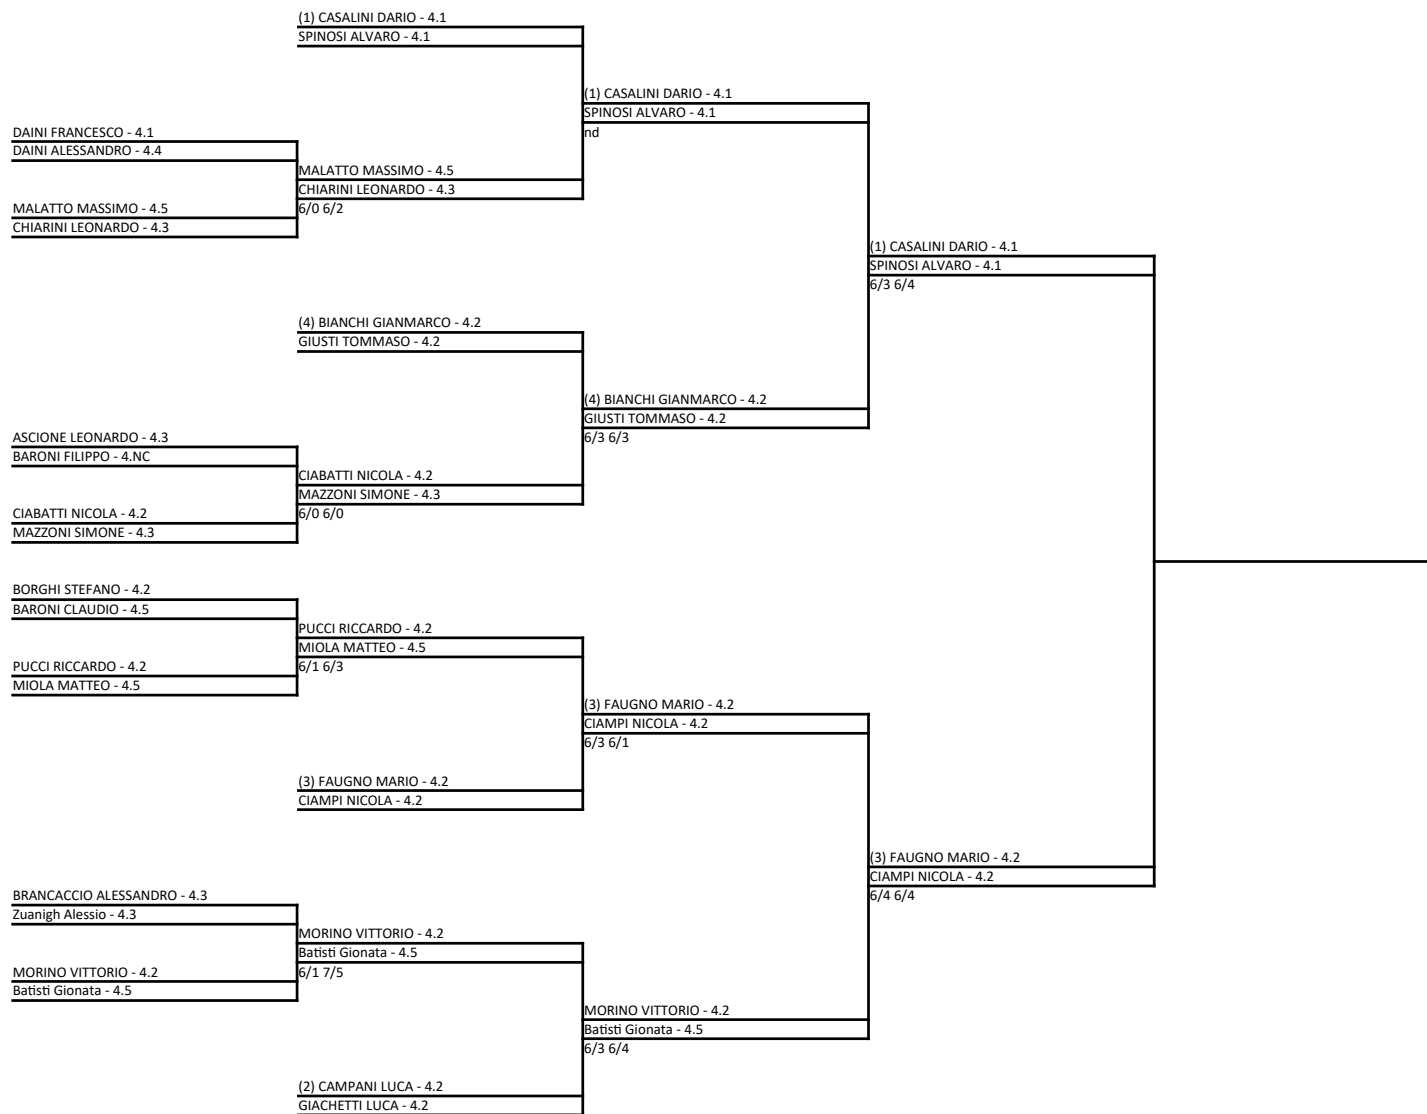 (1) CASALINI DARIO - 4.1
SPINOSI ALVARO - 4.1
(1) CASALINI DARIO - 4.1
SPINOSI ALVARO - 4.1
nd
DAINI FRANCESCO - 4.1
DAINI ALESSANDRO - 4.4
MALATTO MASSIMO - 4.5
CHIARINI LEONARDO - 4.3
6/0 6/2
MALATTO MASSIMO - 4.5
CHIARINI LEONARDO - 4.3
(1) CASALINI DARIO - 4.1
SPINOSI ALVARO - 4.1
6/3 6/4
(4) BIANCHI GIANMARCO - 4.2
GIUSTI TOMMASO - 4.2
(4) BIANCHI GIANMARCO - 4.2
GIUSTI TOMMASO - 4.2
6/3 6/3
ASCIONE LEONARDO - 4.3
BARONI FILIPPO - 4.NC
CIABATTI NICOLA - 4.2
MAZZONI SIMONE - 4.3
6/0 6/0
CIABATTI NICOLA - 4.2
MAZZONI SIMONE - 4.3
BORGHI STEFANO - 4.2
BARONI CLAUDIO - 4.5
PUCCI RICCARDO - 4.2
MIOLA MATTEO - 4.5
6/1 6/3
PUCCI RICCARDO - 4.2
MIOLA MATTEO - 4.5
(3) FAUGNO MARIO - 4.2
CIAMPI NICOLA - 4.2
6/3 6/1
(3) FAUGNO MARIO - 4.2
CIAMPI NICOLA - 4.2
(3) FAUGNO MARIO - 4.2
CIAMPI NICOLA - 4.2
6/4 6/4
BRANCACCIO ALESSANDRO - 4.3
Zuanigh Alessio - 4.3
MORINO VITTORIO - 4.2
Batisti Gionata - 4.5
6/1 7/5
MORINO VITTORIO - 4.2
Batisti Gionata - 4.5
MORINO VITTORIO - 4.2
Batisti Gionata - 4.5
6/3 6/4
(2) CAMPANI LUCA - 4.2
GIACHETTI LUCA - 4.2